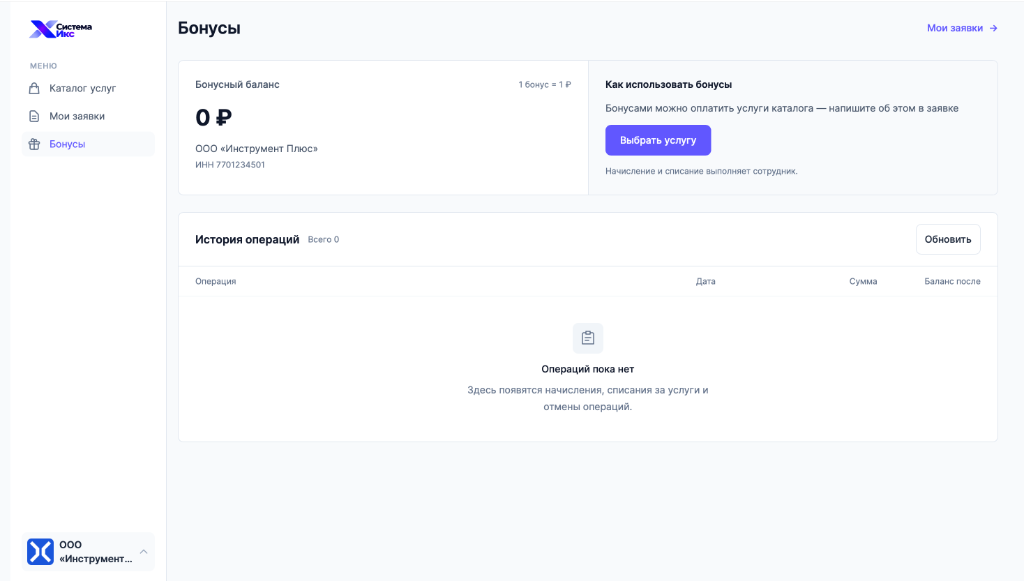 Система
Икс
МЕНЮ
Каталог услуг
Мои заявки
Бонусы
ООО
«Инструмент...
Бонусы
Мои заявки →
Бонусный баланс
1 бонус = 1 ₽
0 ₽
ООО «Инструмент Плюс»
ИНН 7701234501
Как использовать бонусы
Бонусами можно оплатить услуги каталога — напишите об этом в заявке
Выбрать услугу
Начисление и списание выполняет сотрудник.
История операций Всего 0
Обновить
Операция Дата Сумма Баланс после
Операций пока нет
Здесь появятся начисления, списания за услуги и
отмены операций.